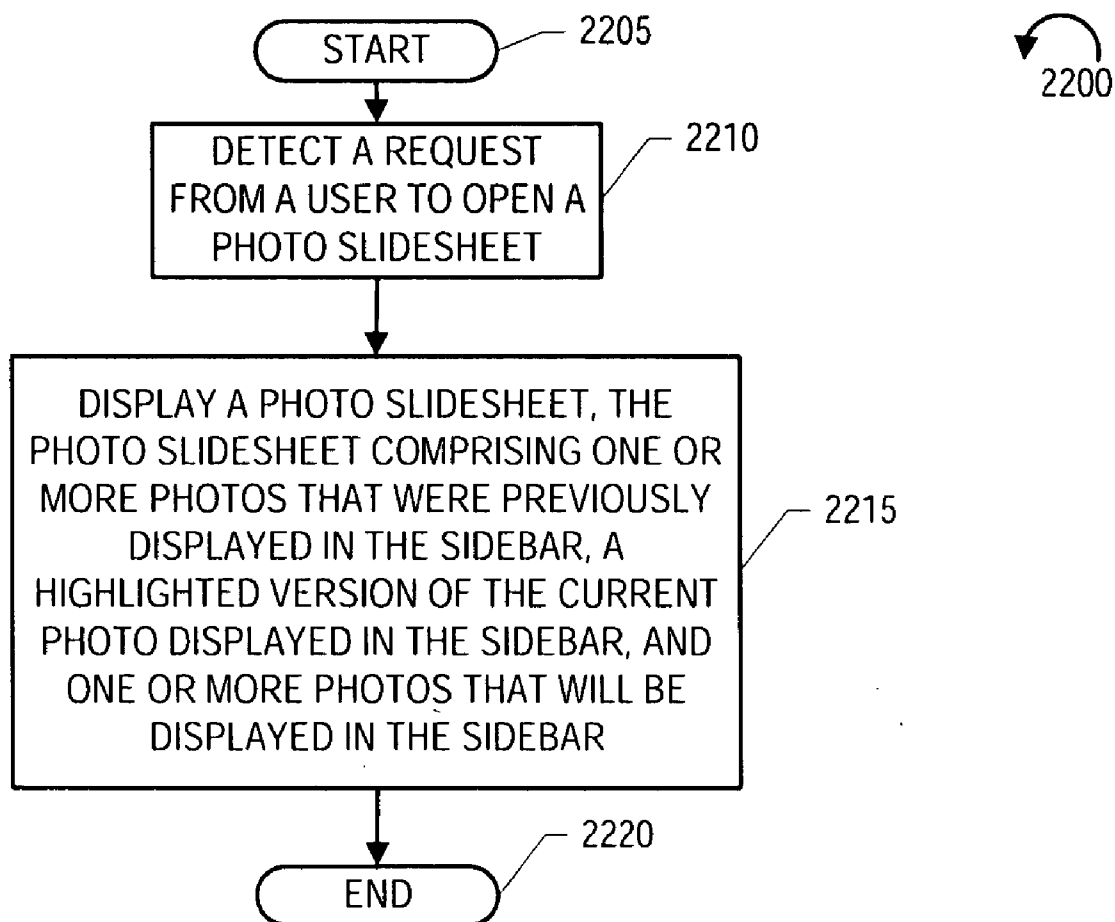 START
2205
2200
DETECT A REQUEST
FROM A USER TO OPEN A
PHOTO SLIDESHEET
2210
DISPLAY A PHOTO SLIDESHEET, THE
PHOTO SLIDESHEET COMPRISING ONE OR
MORE PHOTOS THAT WERE PREVIOUSLY
DISPLAYED IN THE SIDEBAR, A
HIGHLIGHTED VERSION OF THE CURRENT
PHOTO DISPLAYED IN THE SIDEBAR, AND
ONE OR MORE PHOTOS THAT WILL BE
DISPLAYED IN THE SIDEBAR
2215
END
2220